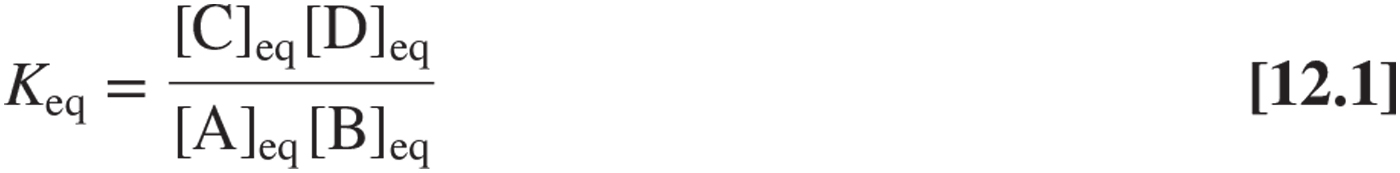 K_eq = [C]_eq[D]_eq / [A]_eq[B]_eq [12.1]